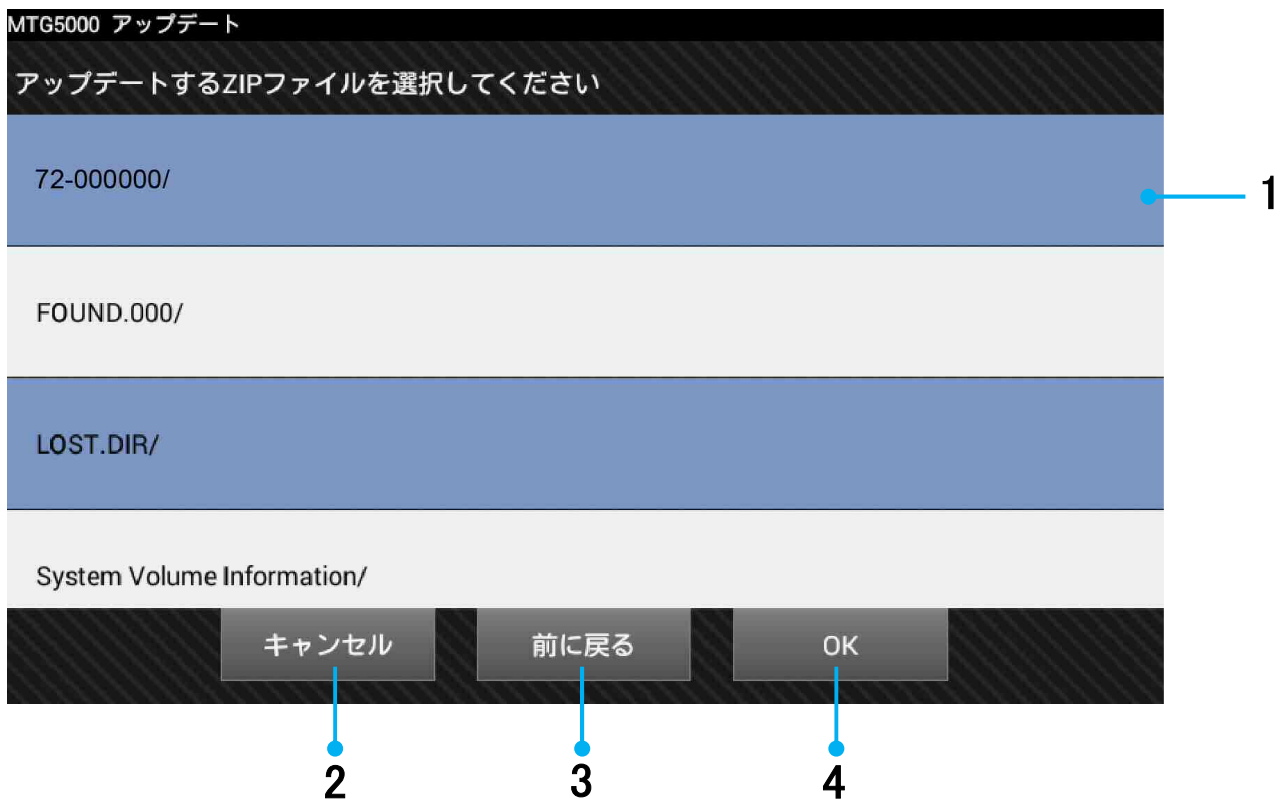 MTG5000 アップデート
アップデートするZIPファイルを選択してください
72-000000/
1
FOUND.000/
LOST.DIR/
System Volume Information/
キャンセル 前に戻る OK
2 3 4